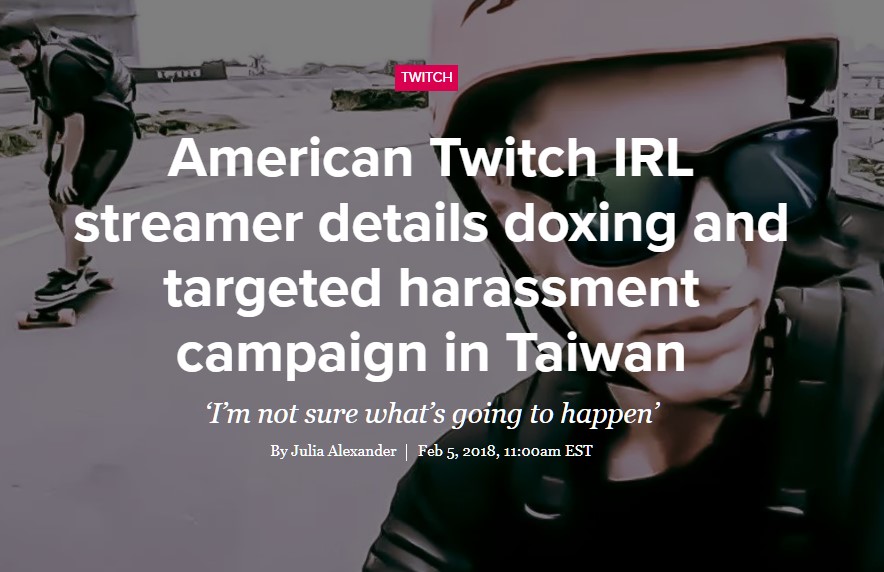 TWITCH
American Twitch IRL
streamer details doxing and
targeted harassment
campaign in Taiwan
‘I’m not sure what’s going to happen’
By Julia Alexander | Feb 5, 2018, 11:00am EST